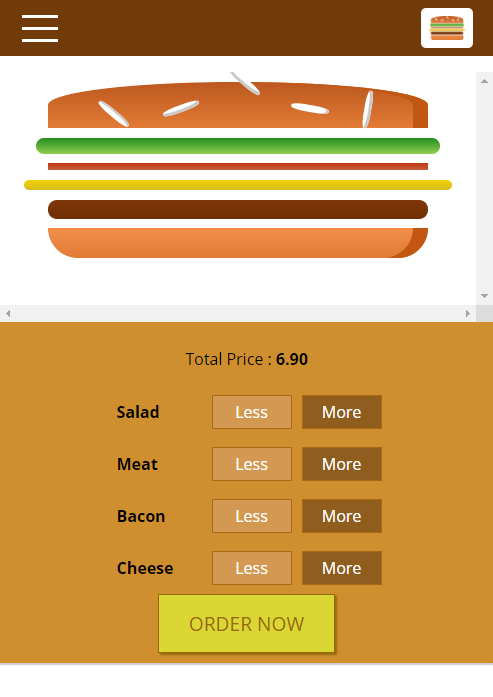 Total Price : 6.90
Salad Less More
Meat Less More
Bacon Less More
Cheese Less More
ORDER NOW